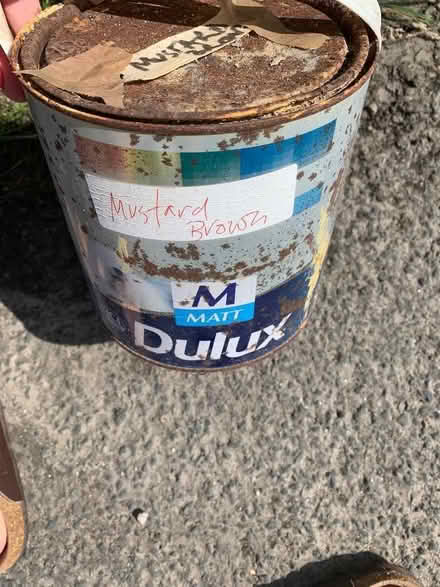 Mustard
Brown
M
MATT
Dulux